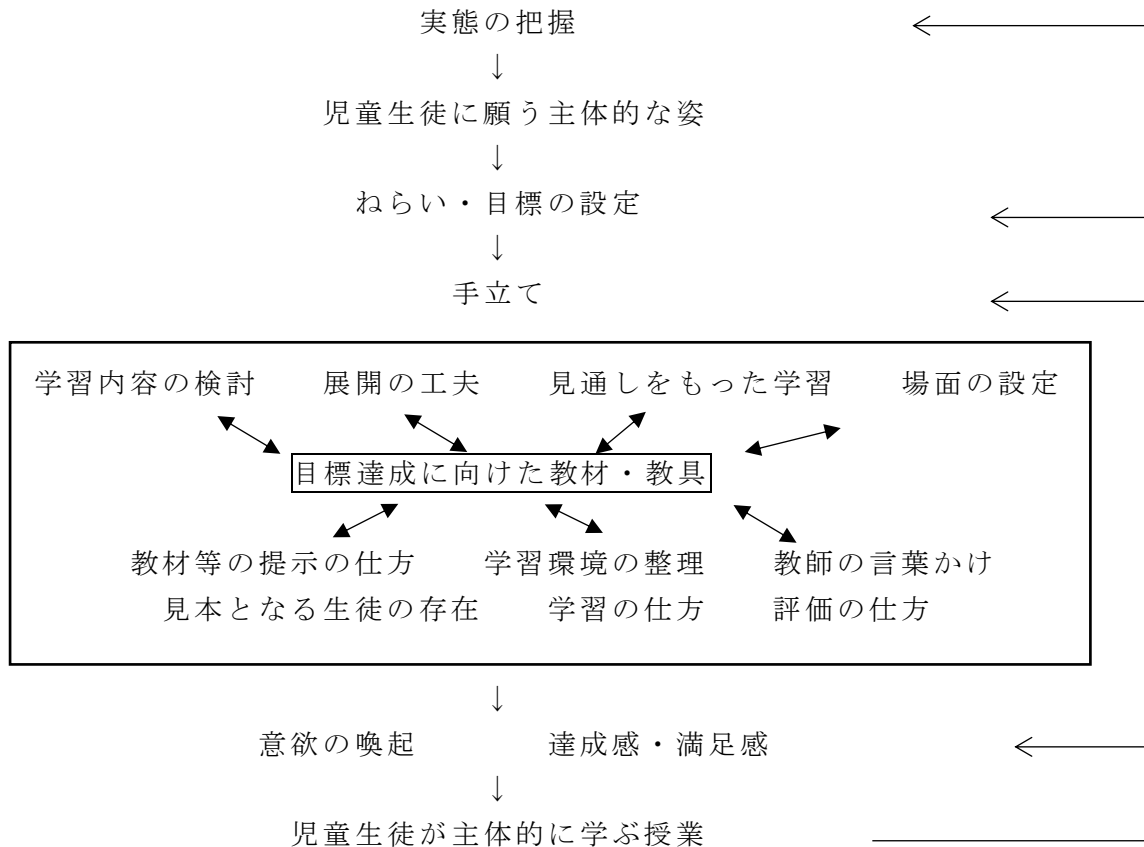 実態の把握
↓
児童生徒に願う主体的な姿
↓
ねらい・目標の設定
↓
手立て
学習内容の検討 展開の工夫 見通しをもった学習 場面の設定
目標達成に向けた教材・教具
教材等の提示の仕方 学習環境の整理 教師の言葉かけ
見本となる生徒の存在 学習の仕方 評価の仕方
↓
意欲の喚起 達成感・満足感
↓
児童生徒が主体的に学ぶ授業